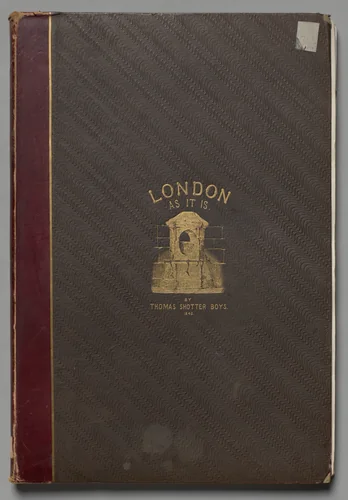 LONDON
AS IT IS
BY
THOMAS SHOTTER BOYS.